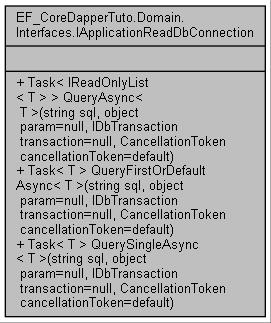 EF_CoreDapperTuto.Domain.
Interfaces.IApplicationReadDbConnection
+ Task< IReadOnlyList
< T > > QueryAsync<
T >(string sql, object
param=null, IDbTransaction
transaction=null, CancellationToken
cancellationToken=default)
+ Task< T > QueryFirstOrDefault
Async< T >(string sql, object
param=null, IDbTransaction
transaction=null, CancellationToken
cancellationToken=default)
+ Task< T > QuerySingleAsync
< T >(string sql, object
param=null, IDbTransaction
transaction=null, CancellationToken
cancellationToken=default)